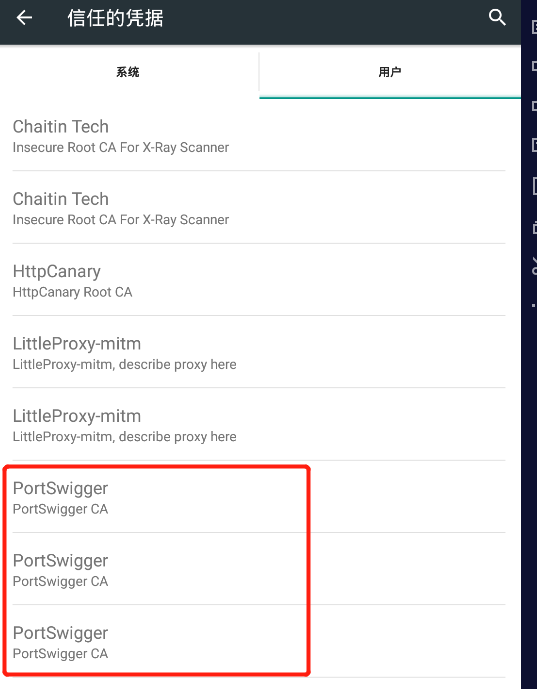 信任的凭据
系统
用户
Chaitin Tech
Insecure Root CA For X-Ray Scanner
Chaitin Tech
Insecure Root CA For X-Ray Scanner
HttpCanary
HttpCanary Root CA
LittleProxy-mitm
LittleProxy-mitm, describe proxy here
LittleProxy-mitm
LittleProxy-mitm, describe proxy here
PortSwigger
PortSwigger CA
PortSwigger
PortSwigger CA
PortSwigger
PortSwigger CA